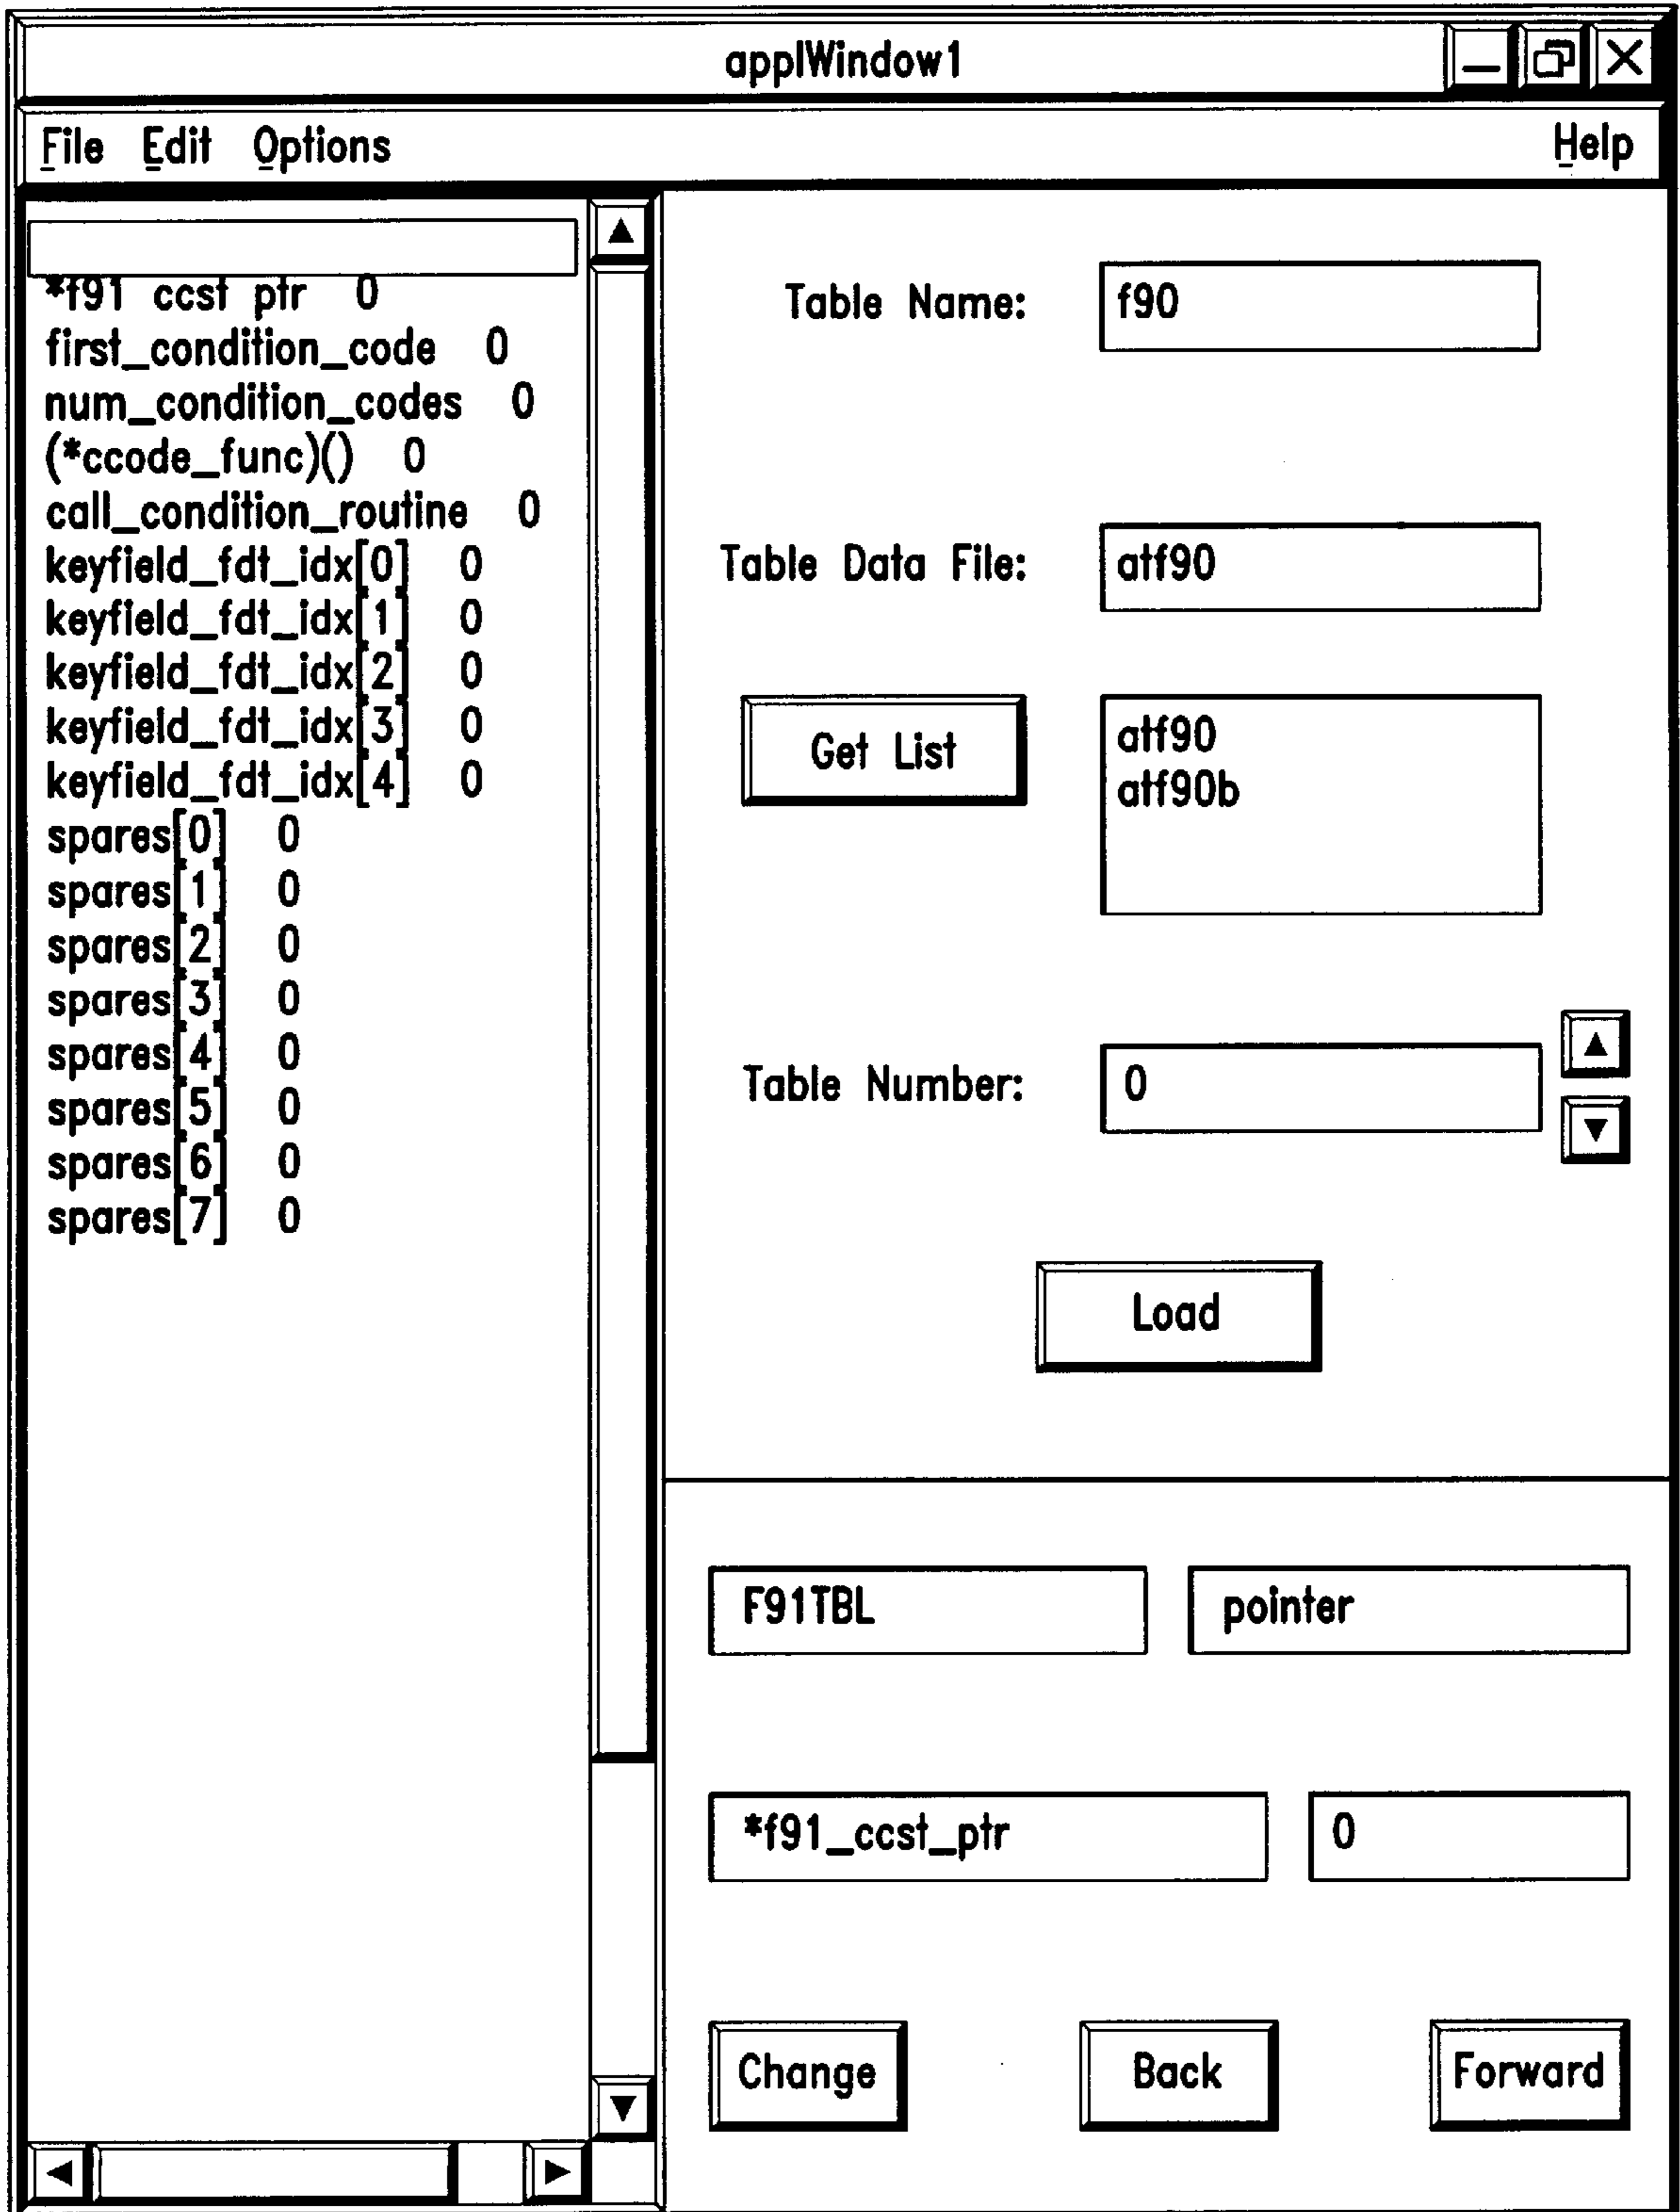 applWindow1
File Edit Options Help
*f91 ccst ptr 0
first_condition_code 0
num_condition_codes 0
(*ccode_func)() 0
call_condition_routine 0
keyfield_fdt_idx[0] 0
keyfield_fdt_idx[1] 0
keyfield_fdt_idx[2] 0
keyfield_fdt_idx[3] 0
keyfield_fdt_idx[4] 0
spares[0] 0
spares[1] 0
spares[2] 0
spares[3] 0
spares[4] 0
spares[5] 0
spares[6] 0
spares[7] 0
Table Name: f90
Table Data File: atf90
Get List
atf90
atf90b
Table Number: 0
Load
F91TBL pointer
*f91_ccst_ptr 0
Change Back Forward